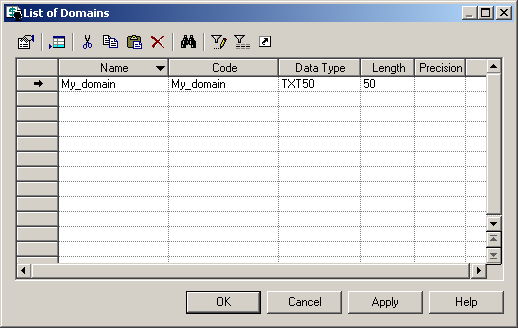 List of Domains
Name Code Data Type Length Precision
My_domain My_domain TXT50 50
OK Cancel Apply Help